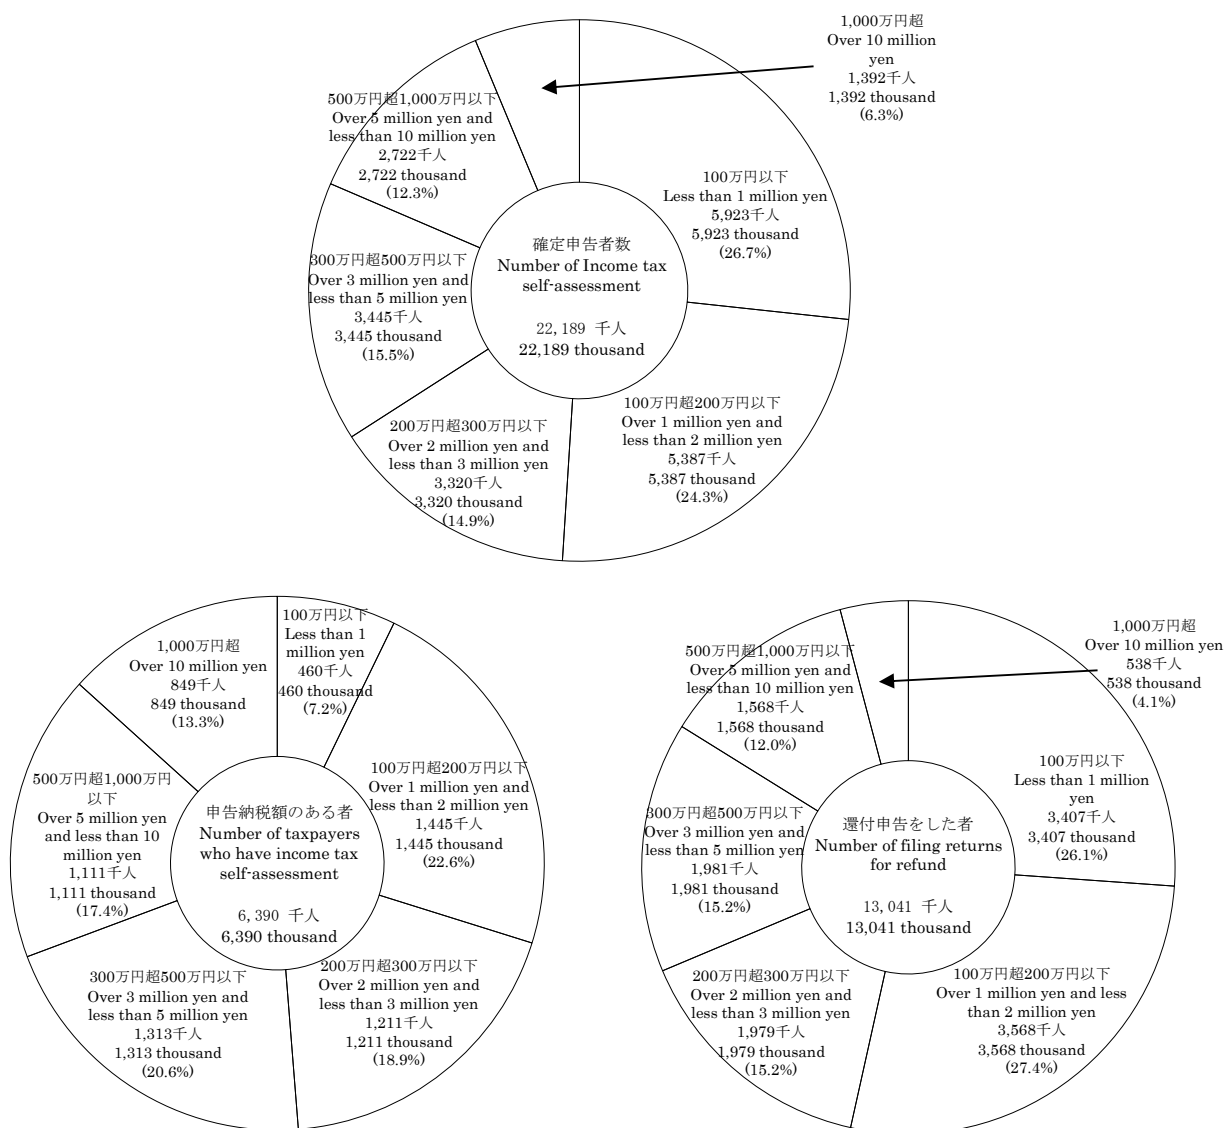 1,000万円超
Over 10 million
yen
1,392千人
1,392 thousand
(6.3%)
500万円超1,000万円以下
Over 5 million yen and
less than 10 million yen
2,722千人
2,722 thousand
(12.3%)
100万円以下
Less than 1 million yen
5,923千人
5,923 thousand
(26.7%)
確定申告者数
Number of Income tax
self-assessment
22,189 千人
22,189 thousand
300万円超500万円以下
Over 3 million yen and
less than 5 million yen
3,445千人
3,445 thousand
(15.5%)
100万円超200万円以下
Over 1 million yen and
less than 2 million yen
5,387千人
5,387 thousand
(24.3%)
200万円超300万円以下
Over 2 million yen and
less than 3 million yen
3,320千人
3,320 thousand
(14.9%)
100万円以下
Less than 1
million yen
460千人
460 thousand
(7.2%)
1,000万円超
Over 10 million yen
849千人
849 thousand
(13.3%)
100万円超200万円以下
Over 1 million yen and
less than 2 million yen
1,445千人
1,445 thousand
(22.6%)
500万円超1,000万円
以下
Over 5 million yen
and less than 10
million yen
1,111千人
1,111 thousand
(17.4%)
申告納税額のある者
Number of taxpayers
who have income tax
self-assessment
6,390 千人
6,390 thousand
300万円超500万円以下
Over 3 million yen and
less than 5 million yen
1,313千人
1,313 thousand
(20.6%)
200万円超300万円以下
Over 2 million yen and
less than 3 million yen
1,211千人
1,211 thousand
(18.9%)
1,000万円超
Over 10 million yen
538千人
538 thousand
(4.1%)
500万円超1,000万円以下
Over 5 million yen and
less than 10 million yen
1,568千人
1,568 thousand
(12.0%)
100万円以下
Less than 1 million
yen
3,407千人
3,407 thousand
(26.1%)
300万円超500万円以下
Over 3 million yen and
less than 5 million yen
1,981千人
1,981 thousand
(15.2%)
還付申告をした者
Number of filing returns
for refund
13,041 千人
13,041 thousand
200万円超300万円以下
Over 2 million yen and
less than 3 million yen
1,979千人
1,979 thousand
(15.2%)
100万円超200万円以下
Over 1 million yen and less
than 2 million yen
3,568千人
3,568 thousand
(27.4%)